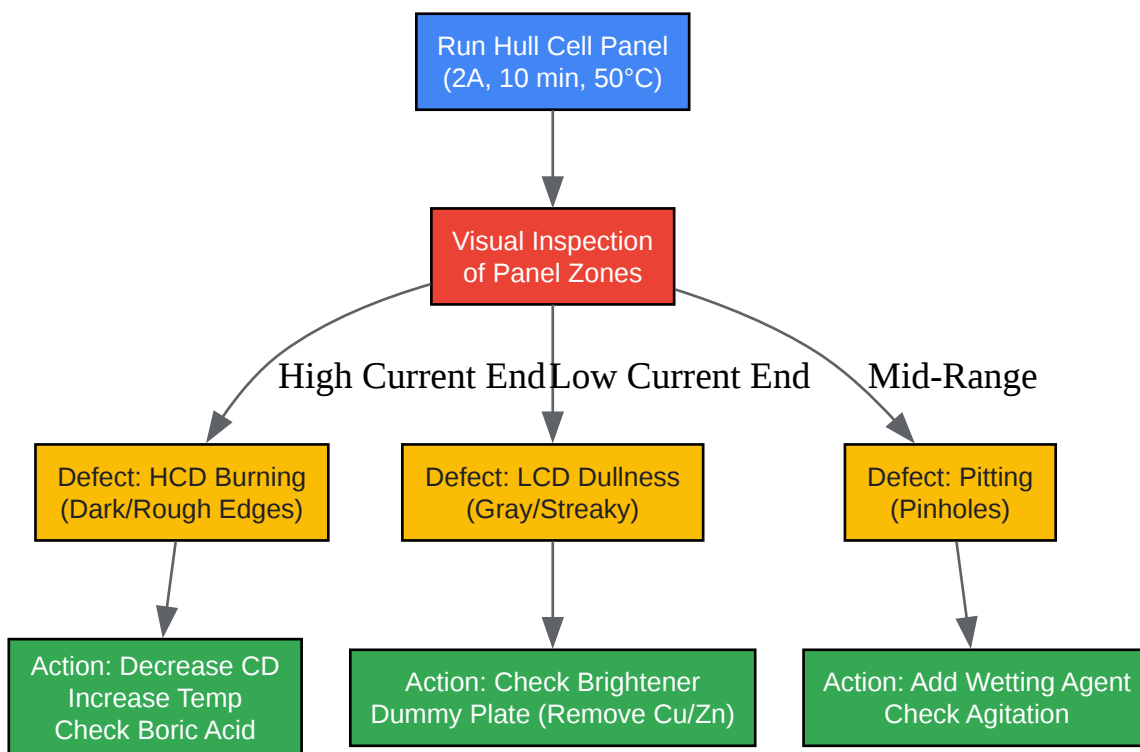 Run Hull Cell Panel
(2A, 10 min, 50°C)
Visual Inspection
of Panel Zones
High Current End
Low Current End
Mid-Range
Defect: HCD Burning
(Dark/Rough Edges)
Defect: LCD Dullness
(Gray/Streaky)
Defect: Pitting
(Pinholes)
Action: Decrease CD
Increase Temp
Check Boric Acid
Action: Check Brightener
Dummy Plate (Remove Cu/Zn)
Action: Add Wetting Agent
Check Agitation